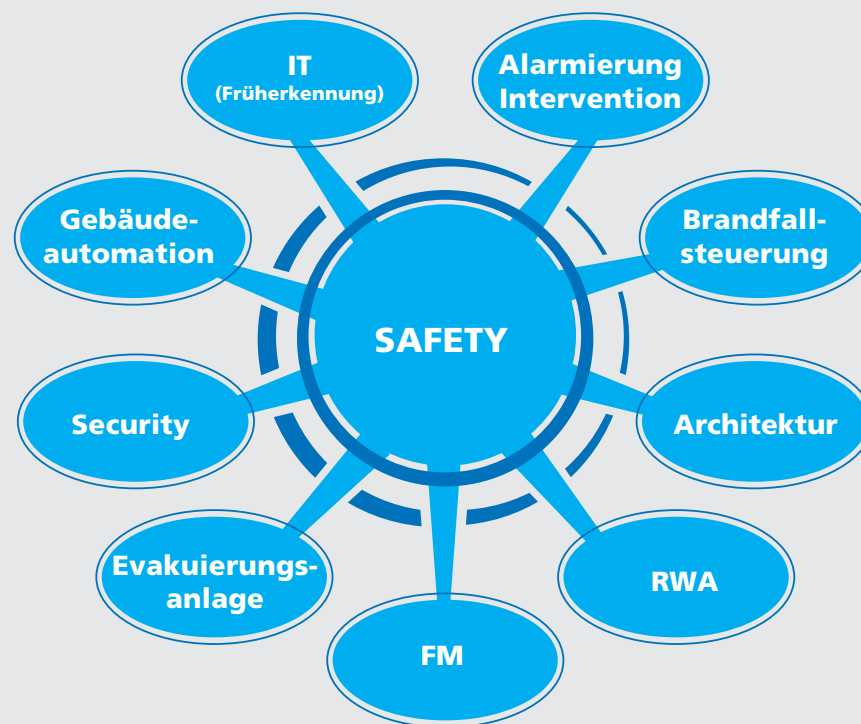 IT
(Früherkennung)
Alarmierung
Intervention
Gebäude-
automation
Brandfall-
steuerung
SAFETY
Security
Architektur
Evakuierungs-
anlage
RWA
FM